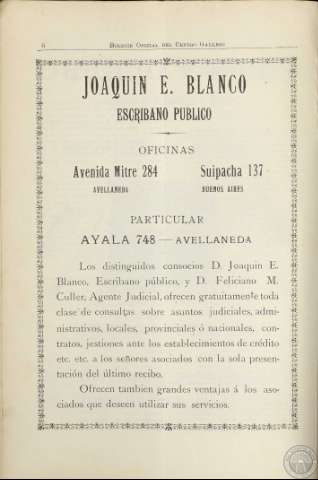 6 BOLETIN OFICIAL DEL CENTRO GALLEGO
JOAQUIN E. BLANCO
ESCRIBANO PUBLICO
OFICINAS
Avenida Mitre 284 Suipacha 137
AVELLANEDA BUENOS AIRES
PARTICULAR
AYALA 748 — AVELLANEDA
Los distinguidos consocios D. Joaquin E.
Blanco, Escribano público, y D. Feliciano M.
Culler, Agente Judicial, ofrecen gratuitamente toda
clase de consultas sobre asuntos judiciales, admi-
nistrativos, locales, provinciales ó nacionales, con-
tratos, jestiones ante los establecimientos de crédito
etc. etc. a los señores asociados con la sola presen-
tación del último recibo.
Ofrecen tambien grandes ventajas á los aso-
ciados que deseen utilizar sus servicios.